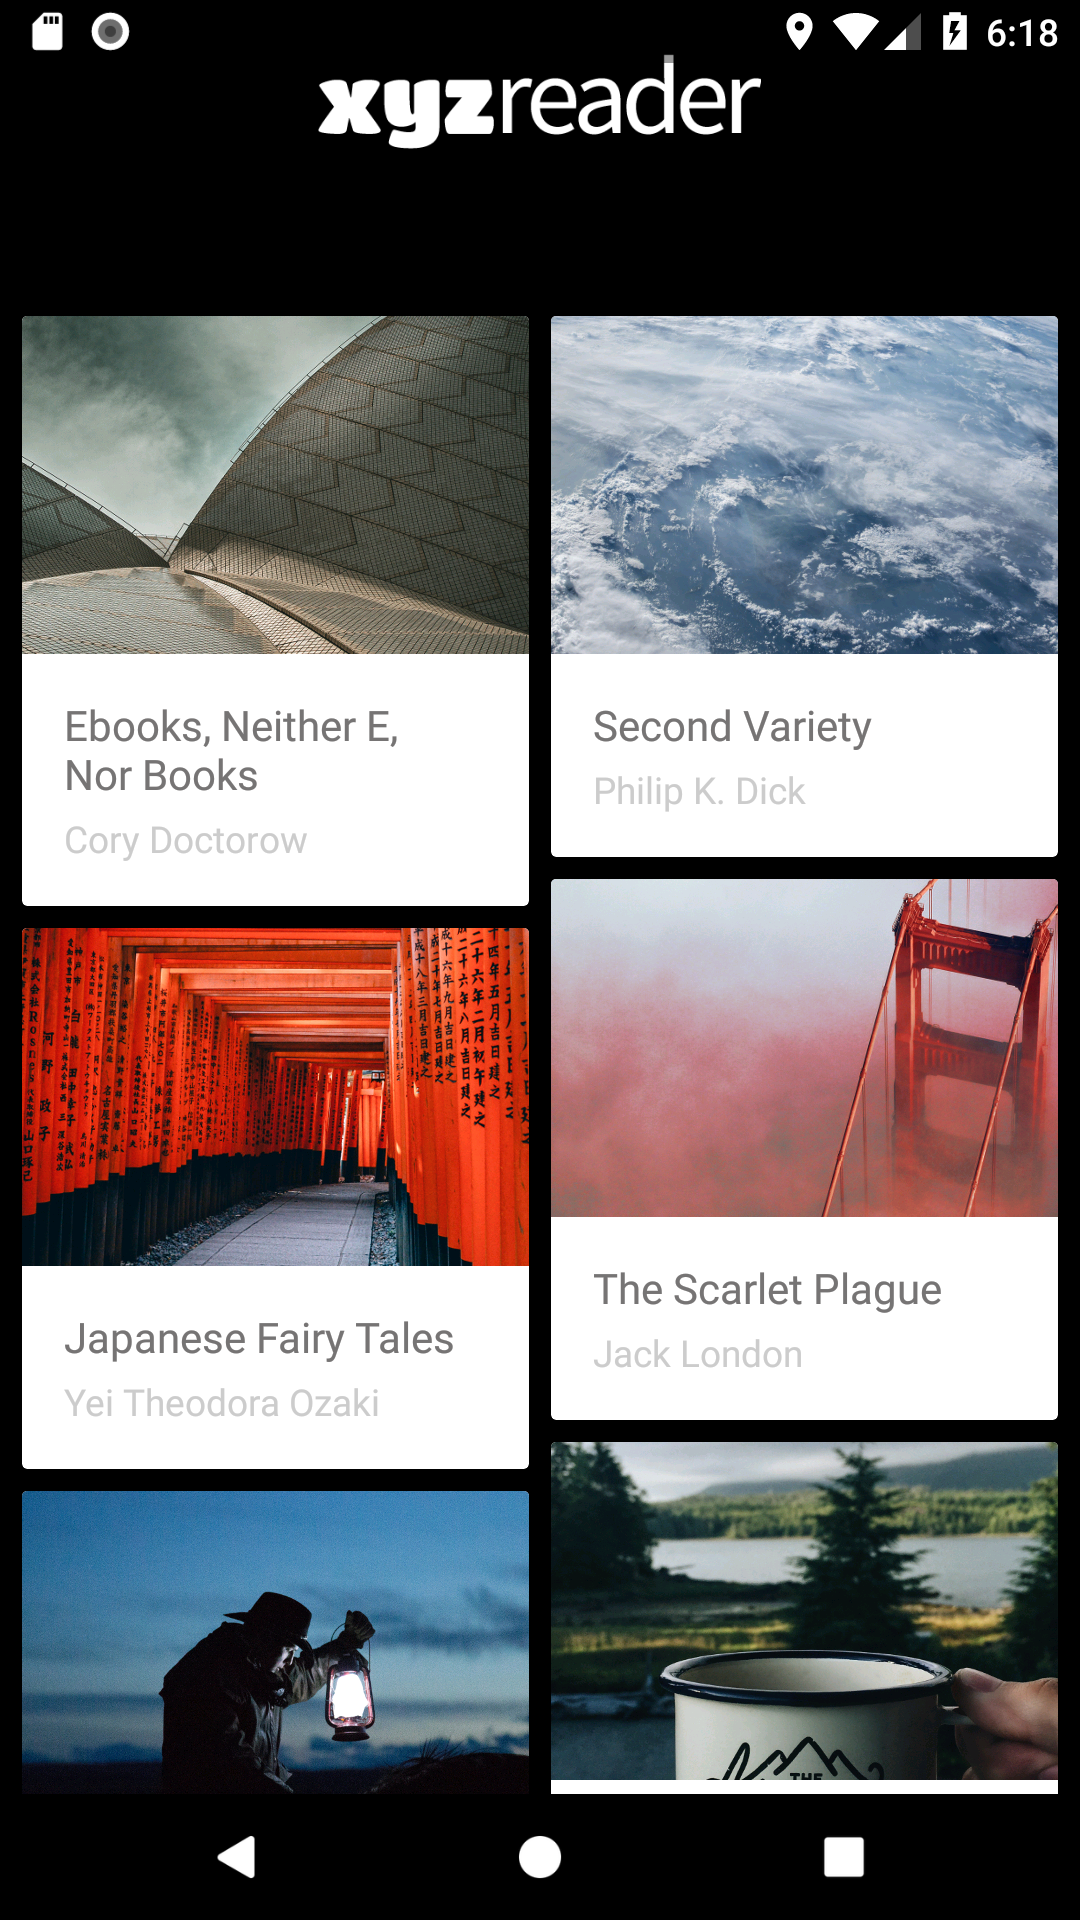 6:18
xyzreader
Ebooks, Neither E,
Nor Books
Cory Doctorow
Second Variety
Philip K. Dick
Japanese Fairy Tales
Yei Theodora Ozaki
The Scarlet Plague
Jack London
THE